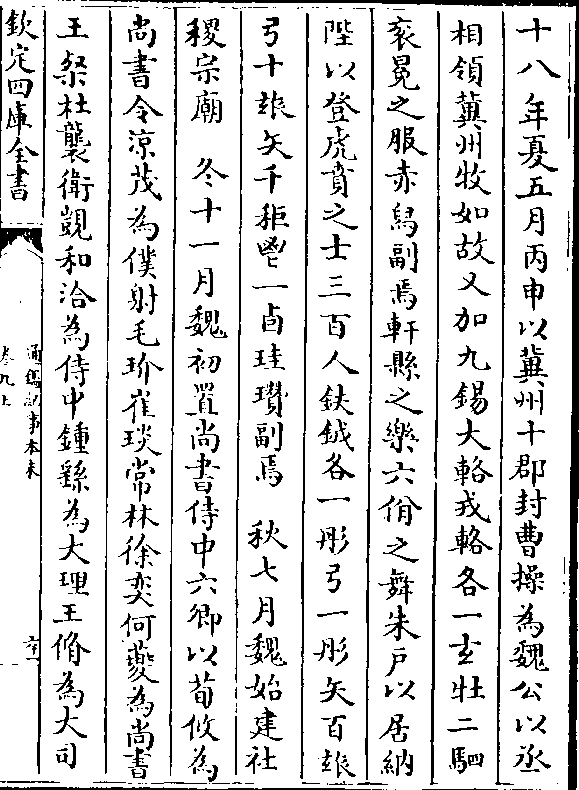 十八年夏五月丙申以冀州十郡封曹操為魏公以丞
相領冀州牧如故又加九錫大輅戎輅各一玄牡二駟
袞冕之服赤舄副焉軒縣之樂六佾之舞朱戶以居納
陛以登虎賁之士三百人鈇鉞各一彤弓一彤矢百玈
弓十玈矢千秬鬯一卣珪瓚副焉 秋七月魏始建社
稷宗廟 冬十一月魏初置尚書侍中六卿以荀攸為
尚書令涼茂為僕射毛玠崔琰常林徐奕何夔為尚書
王粲杜襲衛覬和洽為侍中鍾繇為大理王脩為大司
欽定四庫全書
通鑑紀事本末
卷九上